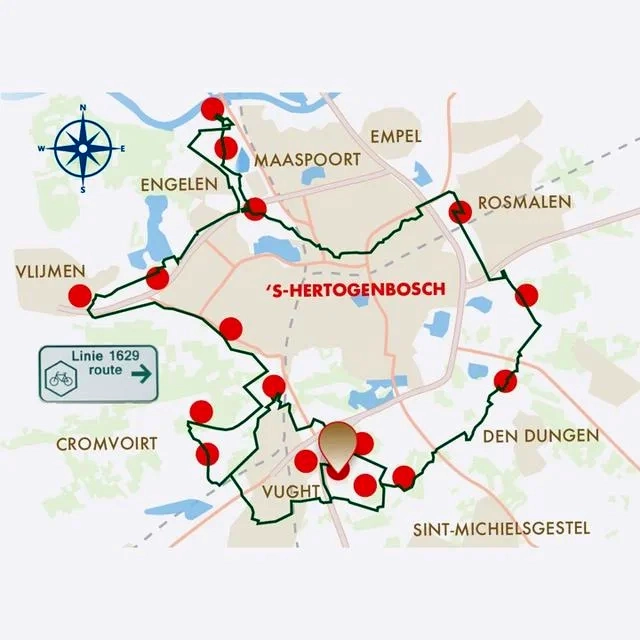 N
W E
S
EMPEL
MAASPOORT
ENGELEN
ROSMALEN
VLIJMEN
'S-HERTOGENBOSCH
Linie 1629
route
CROMVOIRT
DEN DUNGEN
VUGHT
SINT-MICHIELSGESTEL